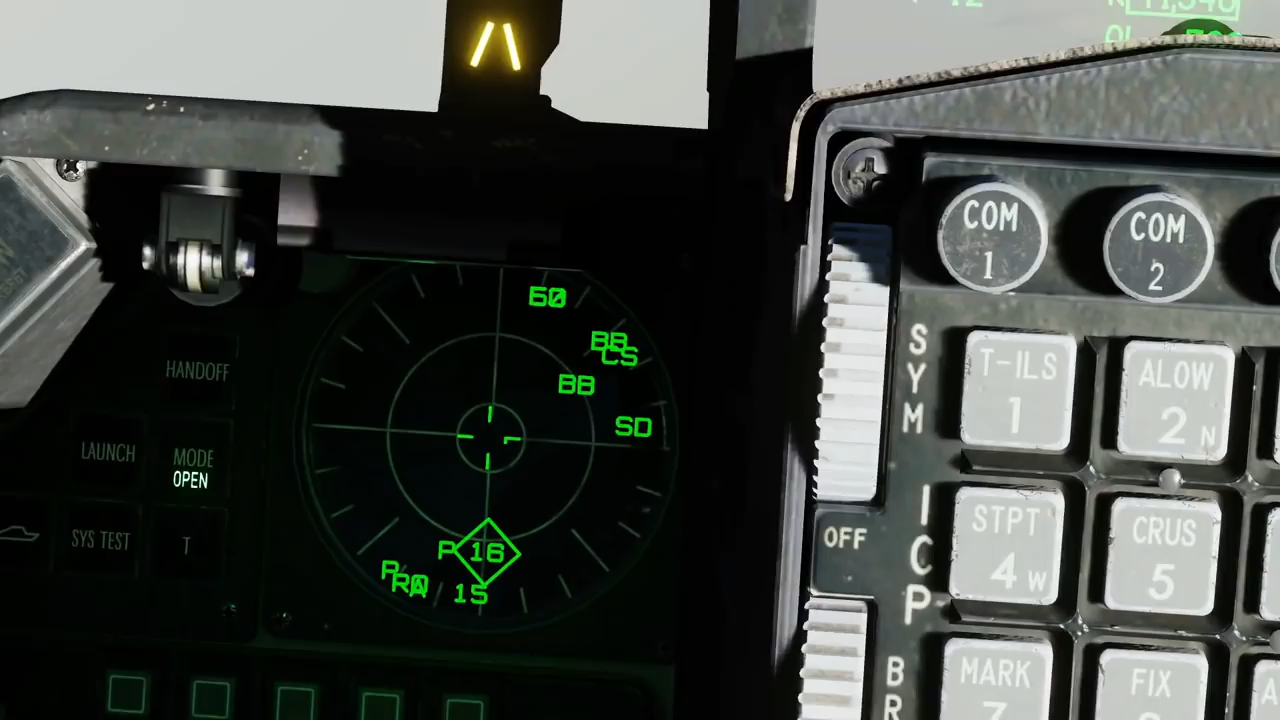 60
BB
CS
BB
SD
P 16
15
HANDOFF
LAUNCH
MODE
OPEN
SYS TEST
T
COM
1
COM
2
SYM
T-ILS
1
ALOW
2 N
ICP
OFF
STPT
4 W
CRUS
5
BR
MARK
FIX